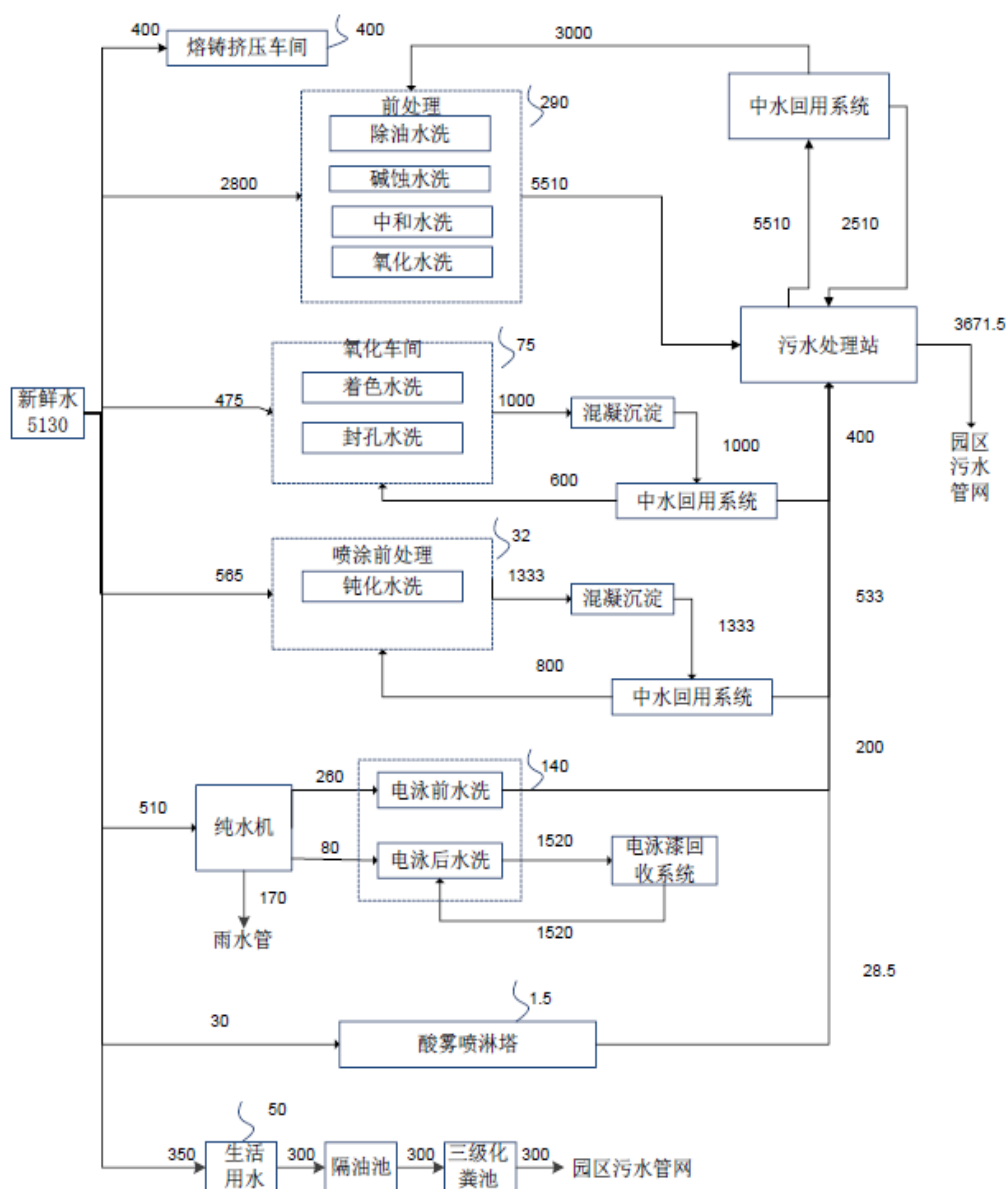 400
熔铸挤压车间
400
3000
中水回用系统
前处理
290
除油水洗
碱蚀水洗
中和水洗
氧化水洗
2800
5510
5510
2510
污水处理站
3671.5
园区
污水
管网
新鲜水
5130
氧化车间
75
着色水洗
封孔水洗
475
1000
混凝沉淀
1000
400
600
中水回用系统
喷涂前处理
32
钝化水洗
565
1333
混凝沉淀
1333
533
800
中水回用系统
200
510
纯水机
260
电泳前水洗
140
80
电泳后水洗
1520
电泳漆回
收系统
1520
170
雨水管
28.5
30
1.5
酸雾喷淋塔
50
350
生活
用水
300
隔油池
300
三级化
粪池
300
园区污水管网